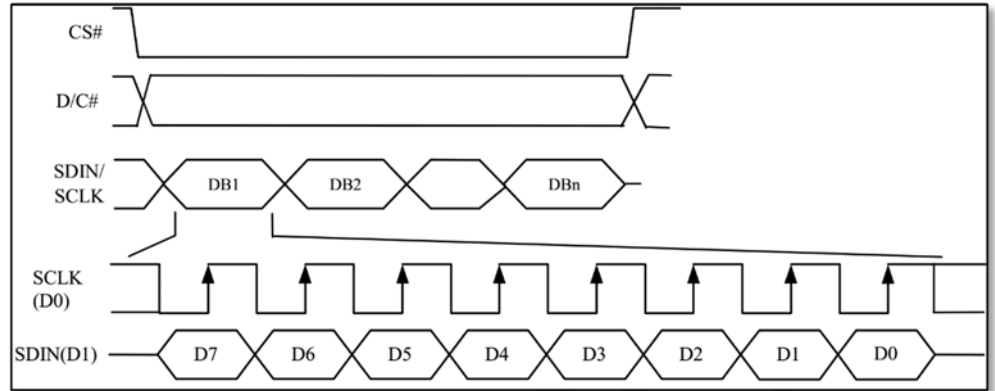 CS#
D/C#
SDIN/
SCLK
DB1 DB2 DBn
SCLK
(D0)
SDIN(D1) D7 D6 D5 D4 D3 D2 D1 D0